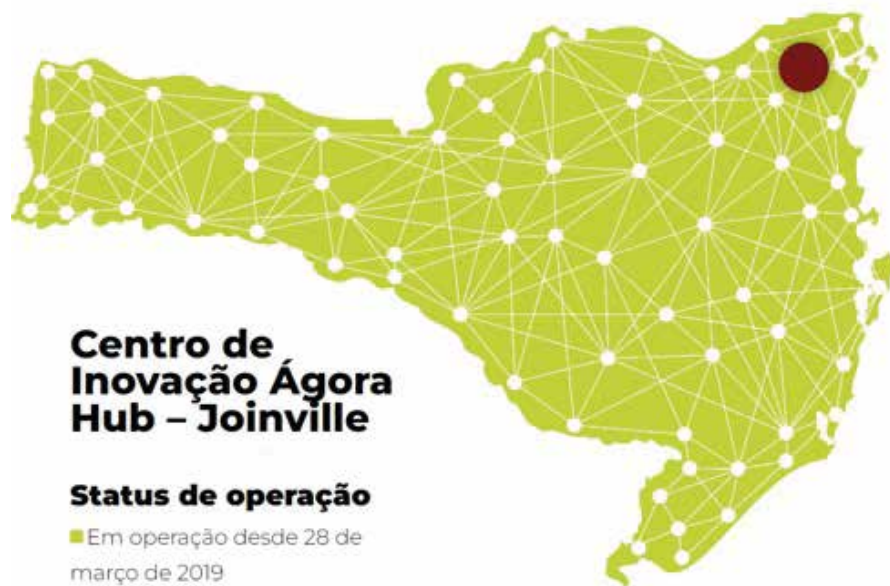 Centro de
Inovação Ágora
Hub – Joinville
Status de operação
Em operação desde 28 de
março de 2019